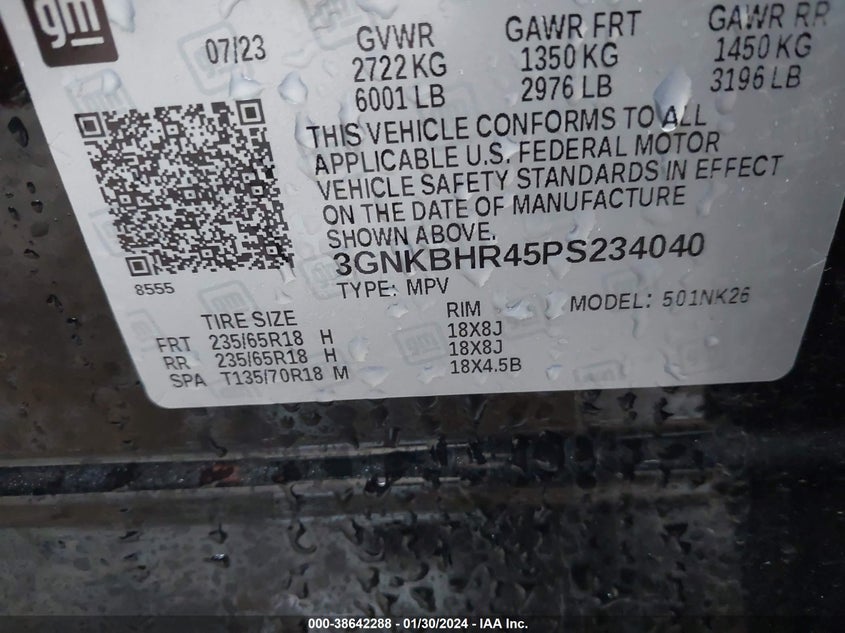 gm
07/23
GVWR GAWR FRT GAWR RR
2722 KG 1350 KG 1450 KG
6001 LB 2976 LB 3196 LB
THIS VEHICLE CONFORMS TO ALL
APPLICABLE U.S. FEDERAL MOTOR
VEHICLE SAFETY STANDARDS IN EFFECT
ON THE DATE OF MANUFACTURE
SHOWN ABOVE.
3GNKBHR45PS234040
8555
TYPE: MPV MODEL: 501NK26
TIRE SIZE RIM
FRT 235/65R18 H 18X8J
RR 235/65R18 H 18X8J
SPA T135/70R18 M 18X4.5B
000-38642288 - 01/30/2024 - IAA Inc.